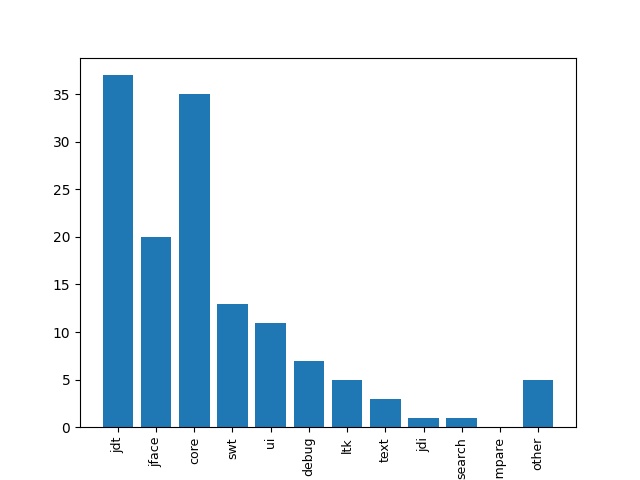 35
30
25
20
15
10
5
0
jdt
jface
core
swt
ui
debug
ltk
text
jdi
search
mpare
other